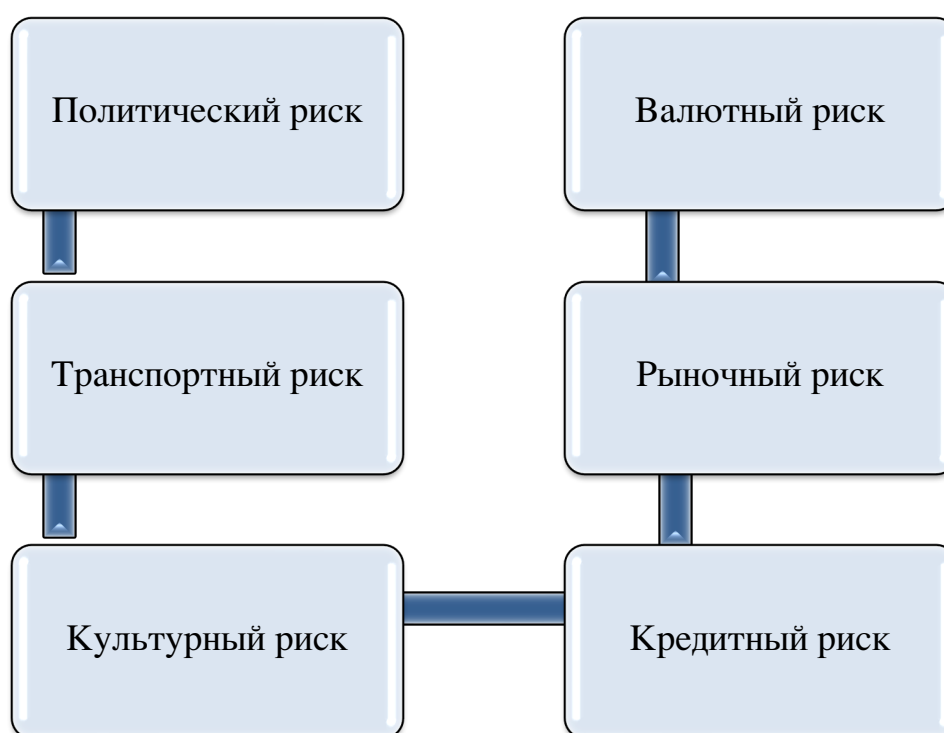 Политический риск
Валютный риск
Транспортный риск
Рыночный риск
Культурный риск
Кредитный риск